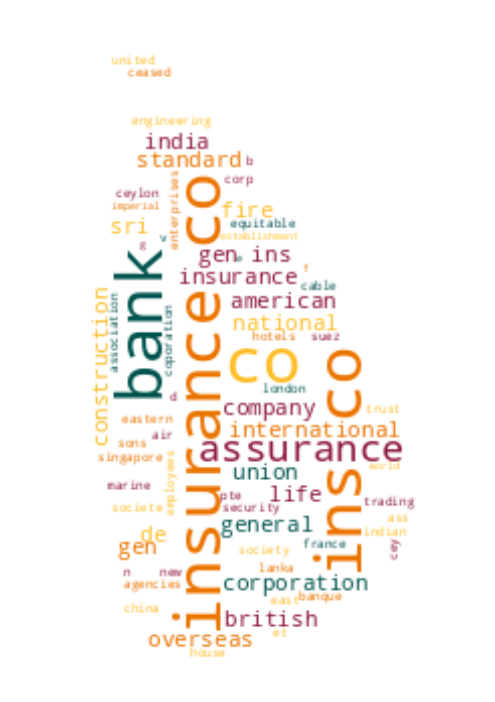 united
ceased
engineering
india
standard
b
corp
ceylon
imperial
enterprises
insurance co
fire
sri
equitable
establishment
g
v
gen
e
ins
bank
insurance
f
cable
american
construction
association
coporation
national
hotels
suez
co
ins co
london
d
company
trust
eastern
international
air
sons
assurance
singapore
employees
world
union
marine
pte
life
security
trading
societe
general
ass
indian
de
gen
france
cey
society
lanka
n
new
agencies
corporation
east
banque
china
british
et
overseas
house